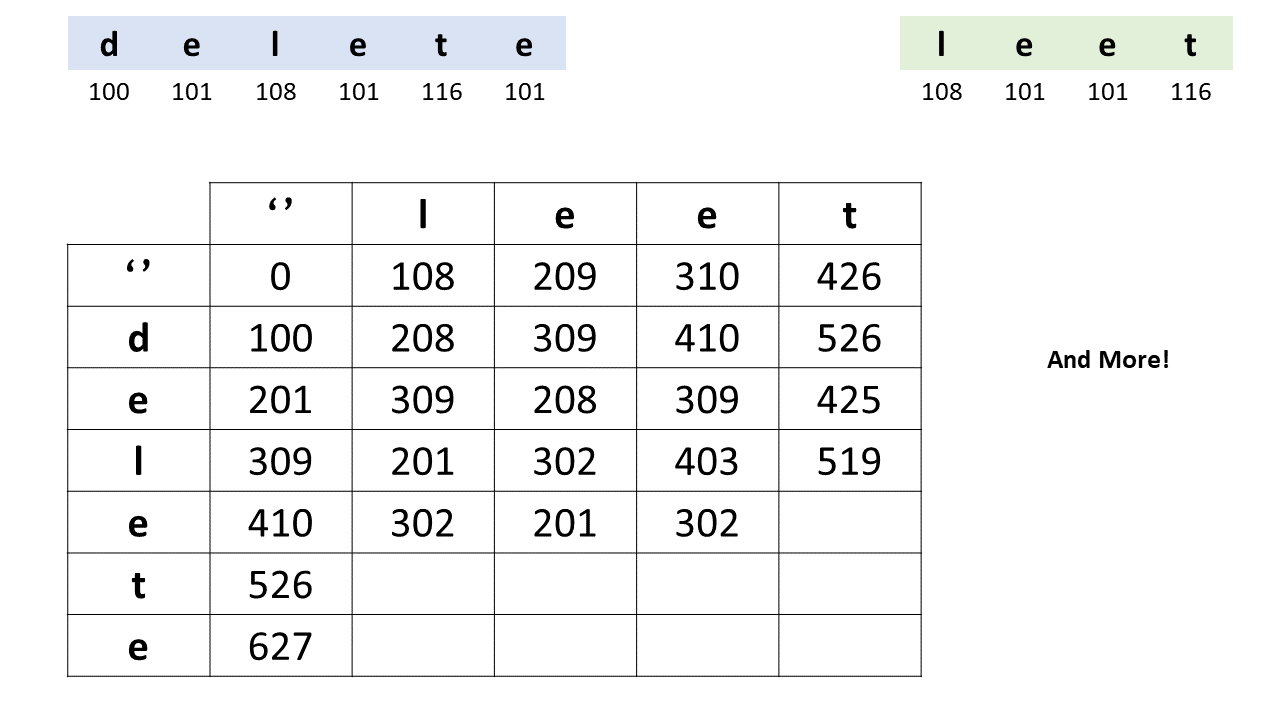 d e l e t e
100 101 108 101 116 101
l e e t
108 101 101 116
‘’ l e e t
‘’ 0 108 209 310 426
d 100 208 309 410 526
e 201 309 208 309 425
l 309 201 302 403 519
e 410 302 201 302
t 526
e 627
And More!